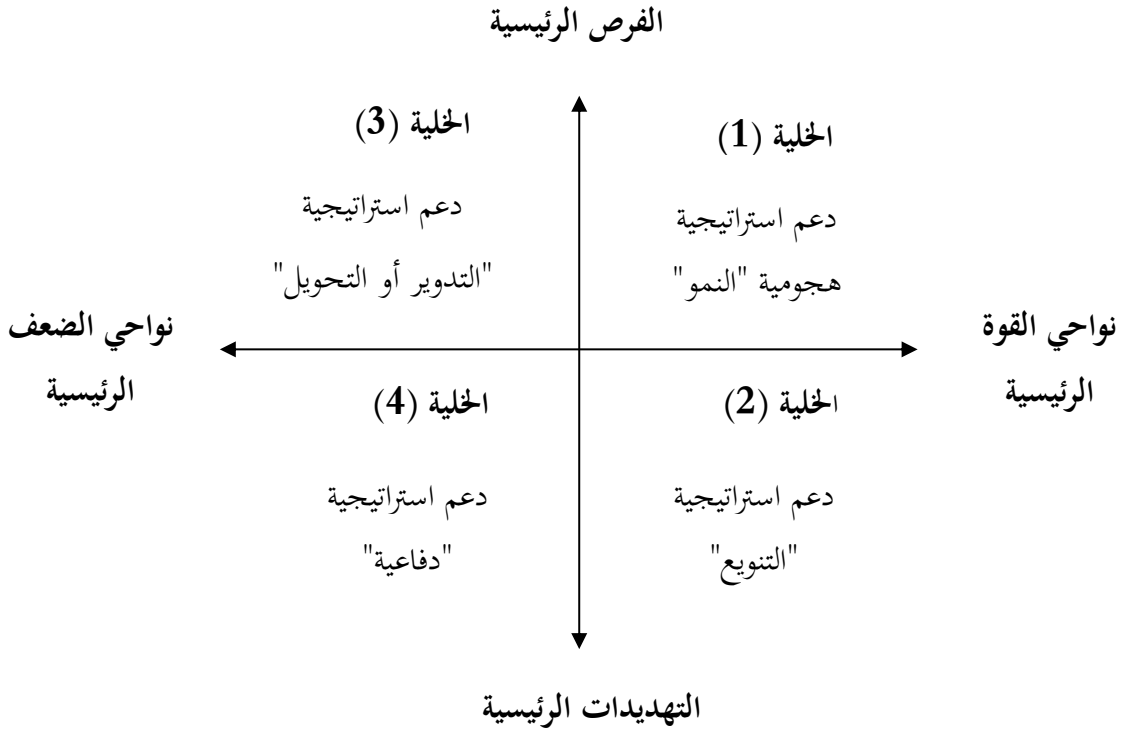 الفرص الرئيسية
الخلية (1)
دعم استراتيجية
هجومية "النمو"
الخلية (3)
دعم استراتيجية
"التدوير أو التحويل"
نواحي القوة
الرئيسية
نواحي الضعف
الرئيسية
الخلية (2)
دعم استراتيجية
"التنويع"
الخلية (4)
دعم استراتيجية
"دفاعية"
التهديدات الرئيسية